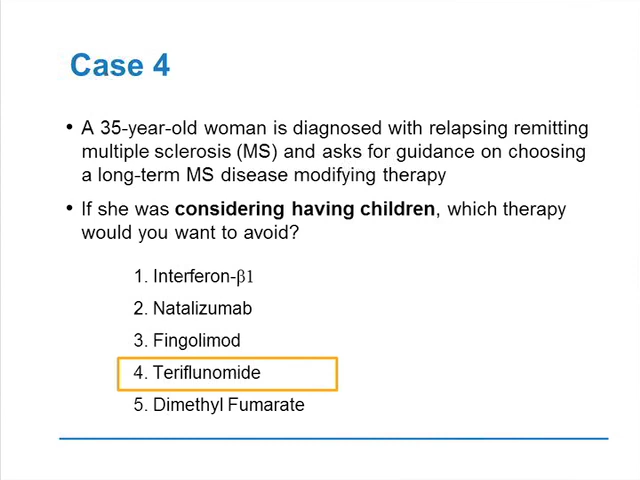 Case 4
• A 35-year-old woman is diagnosed with relapsing remitting
multiple sclerosis (MS) and asks for guidance on choosing
a long-term MS disease modifying therapy
• If she was considering having children, which therapy
would you want to avoid?
1. Interferon-β1
2. Natalizumab
3. Fingolimod
4. Teriflunomide
5. Dimethyl Fumarate